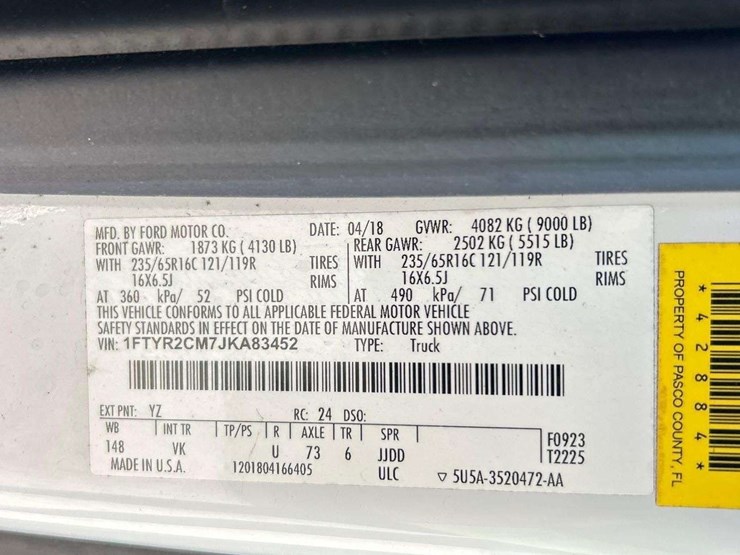 MFD. BY FORD MOTOR CO. DATE: 04/18 GVWR: 4082 KG ( 9000 LB)
FRONT GAWR: 1873 KG ( 4130 LB) REAR GAWR: 2502 KG ( 5515 LB)
WITH 235/65R16C 121/119R TIRES WITH 235/65R16C 121/119R TIRES
16X6.5J RIMS 16X6.5J RIMS
AT 360 kPa/ 52 PSI COLD AT 490 kPa/ 71 PSI COLD
THIS VEHICLE CONFORMS TO ALL APPLICABLE FEDERAL MOTOR VEHICLE
SAFETY STANDARDS IN EFFECT ON THE DATE OF MANUFACTURE SHOWN ABOVE.
VIN: 1FTYR2CM7JKA83452 TYPE: Truck
EXT PNT: YZ RC: 24 DSO:
WB INT TR TP/PS R AXLE TR SPR F0923
148 VK U 73 6 JJDD T2225
MADE IN U.S.A. 1201804166405 ULC ▽ 5U5A-3520472-AA
* 42884 *
PROPERTY OF PASCO COUNTY, FL